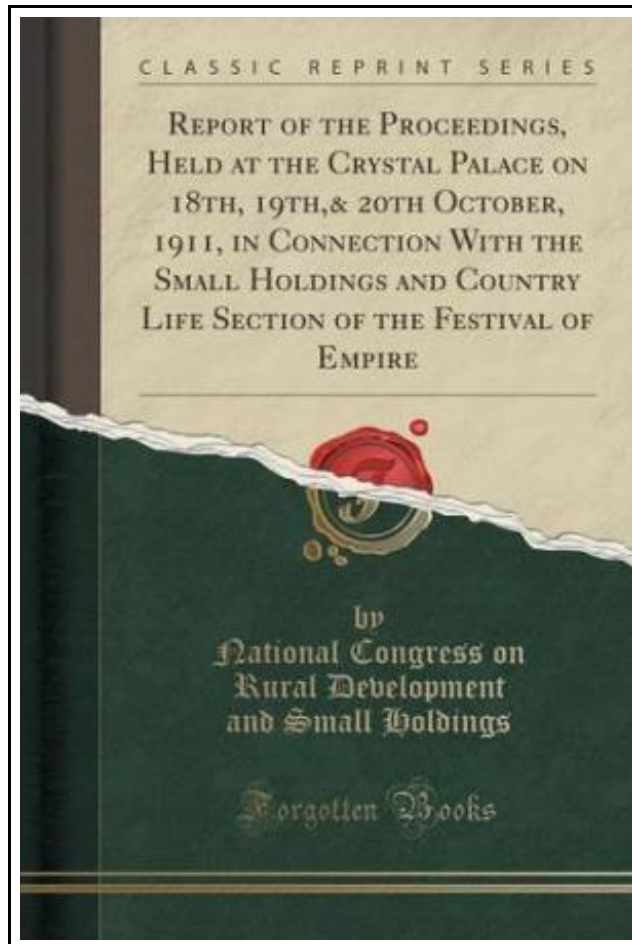 CLASSIC REPRINT SERIES
REPORT OF THE PROCEEDINGS,
HELD AT THE CRYSTAL PALACE ON
18TH, 19TH,& 20TH OCTOBER,
1911, IN CONNECTION WITH THE
SMALL HOLDINGS AND COUNTRY
LIFE SECTION OF THE FESTIVAL OF
EMPIRE
F
by
National Congress on
Rural Development
and Small Holdings
Forgotten Books